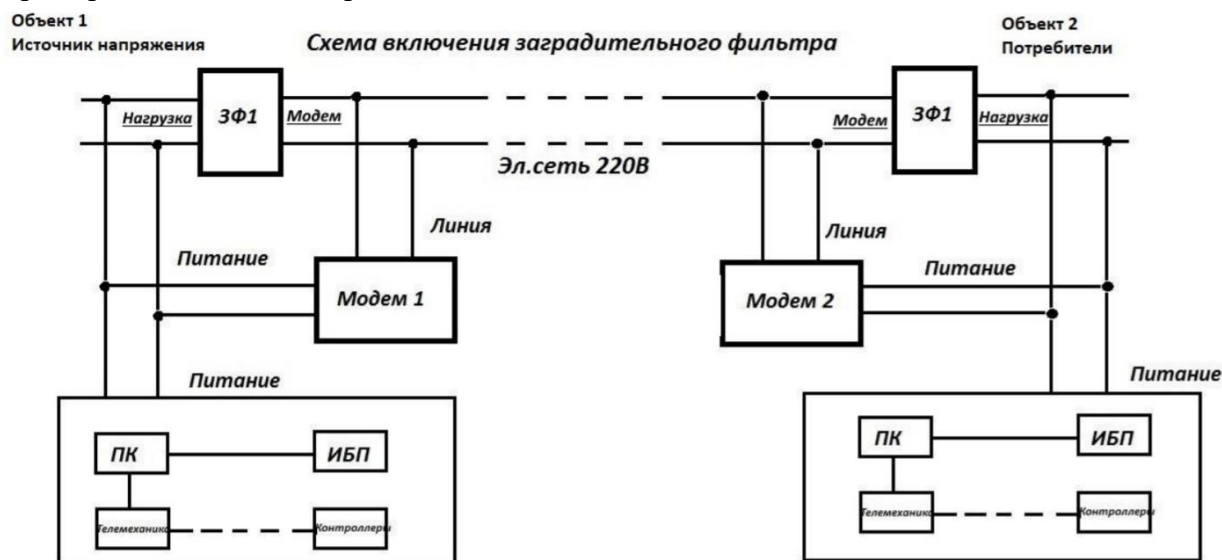 Объект 1
Источник напряжения
Схема включения заградительного фильтра
Объект 2
Потребители
Нагрузка
ЗФ1
Модем
Модем
ЗФ1
Нагрузка
Эл.сеть 220В
Линия
Линия
Питание
Питание
Модем 1
Модем 2
Питание
Питание
ПК
ИБП
ПК
ИБП
Телемеханика
Контроллеры
Телемеханика
Контроллеры